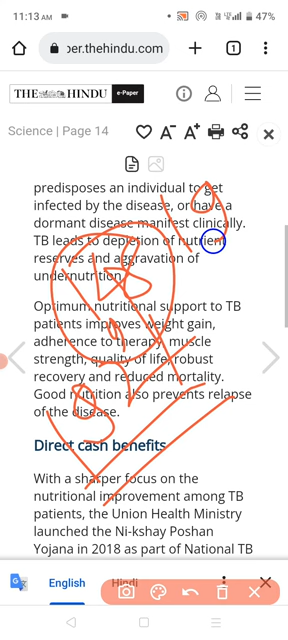 11:13 AM
47%
per.thehindu.com
1
THE HINDU e-Paper
Science | Page 14
A- A+
predisposes an individual to get
infected by the disease, or have a
dormant disease manifest clinically.
TB leads to depletion of nutrient
reserves and aggravation of
undernutrition.
Optimum nutritional support to TB
patients improves weight gain,
adherence to therapy, muscle
strength, quality of life, robust
recovery and reduced mortality.
Good nutrition also prevents relapse
of the disease.
Direct cash benefits
With a sharper focus on the
nutritional improvement among TB
patients, the Union Health Ministry
launched the Ni-kshay Poshan
Yojana in 2018 as part of National TB
English Hindi